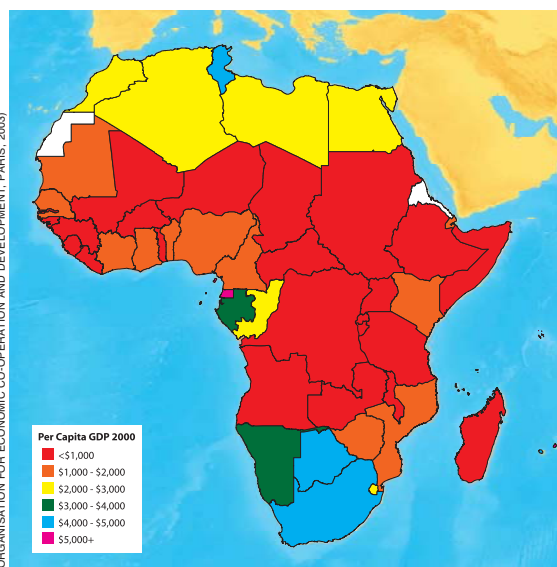 ORGANISATION FOR ECONOMIC CO-OPERATION AND DEVELOPMENT, PARIS, 2003)
Per Capita GDP 2000
<$1,000
$1,000 - $2,000
$2,000 - $3,000
$3,000 - $4,000
$4,000 - $5,000
$5,000+